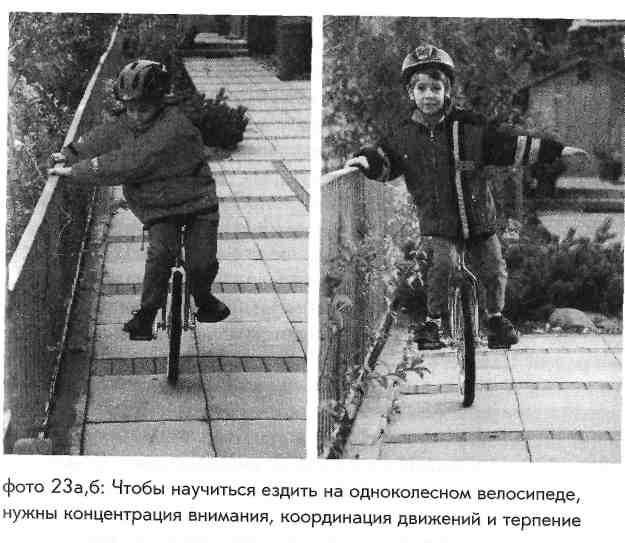 фото 23а,б: Чтобы научиться ездить на одноколесном велосипеде,
нужны концентрация внимания, координация движений и терпение